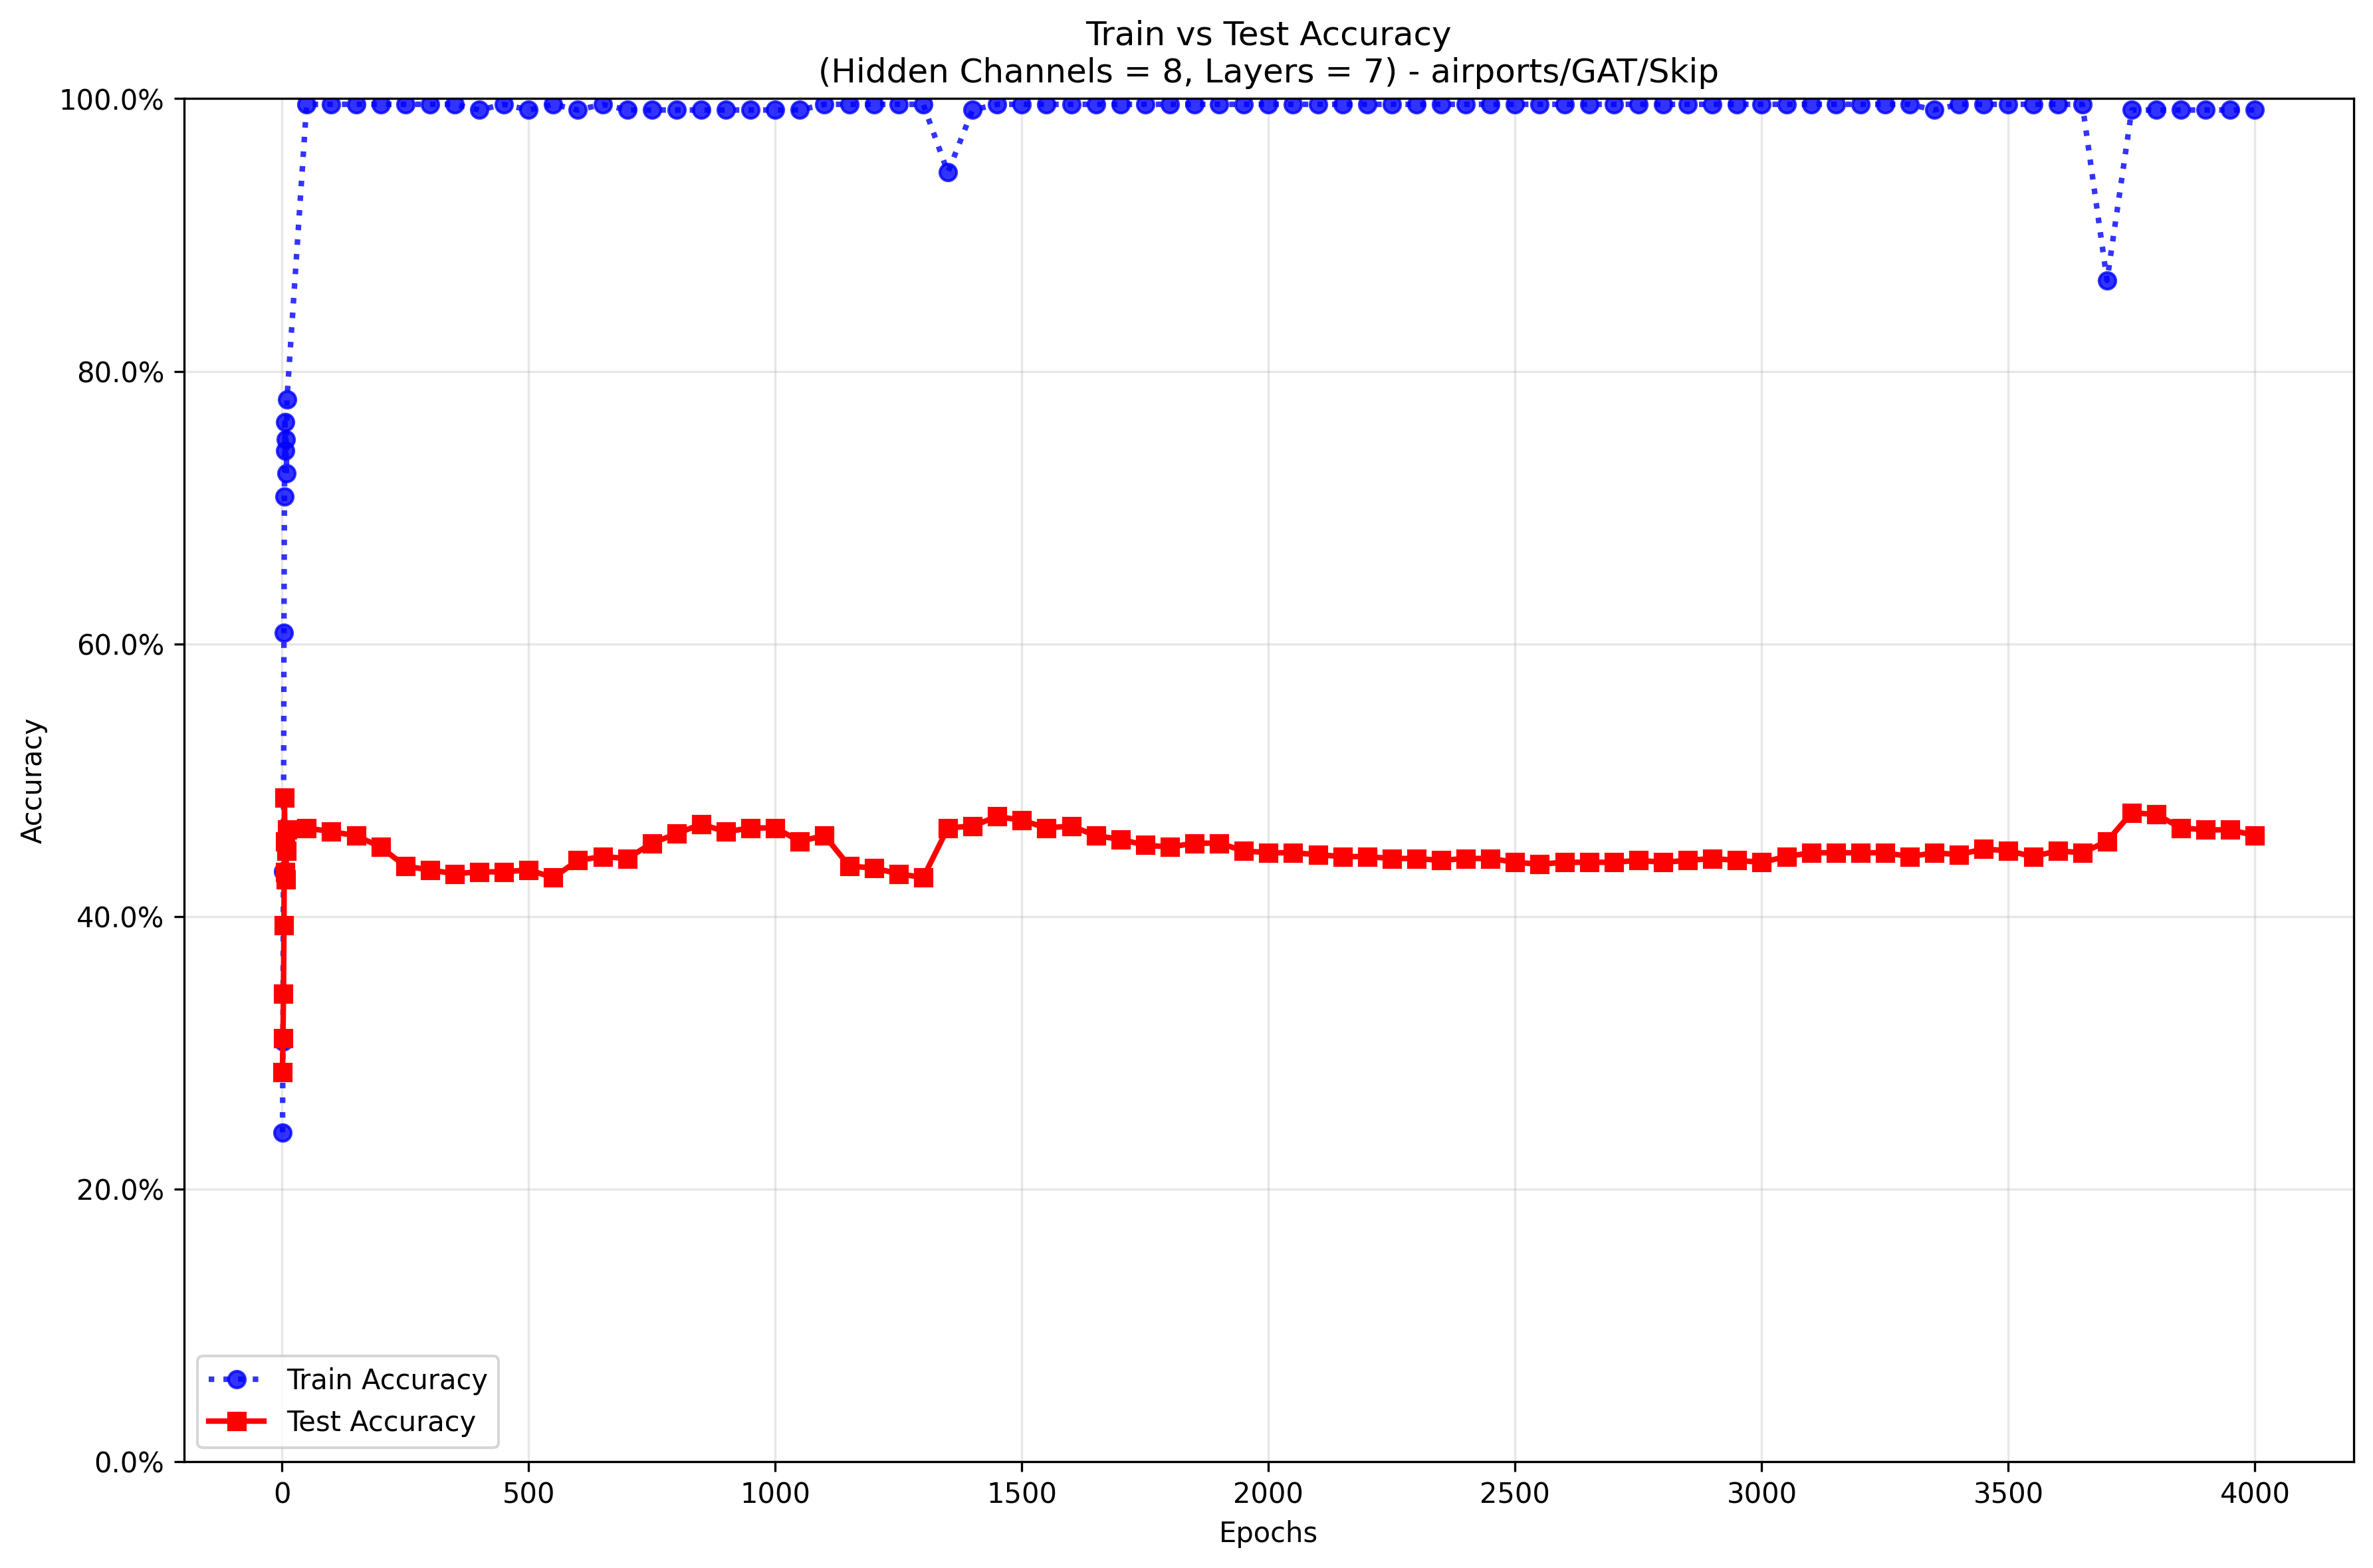 Train vs Test Accuracy
(Hidden Channels = 8, Layers = 7) - airports/GAT/Skip
100.0%
80.0%
60.0%
40.0%
20.0%
0.0%
Accuracy
Train Accuracy
Test Accuracy
0 500 1000 1500 2000 2500 3000 3500 4000
Epochs